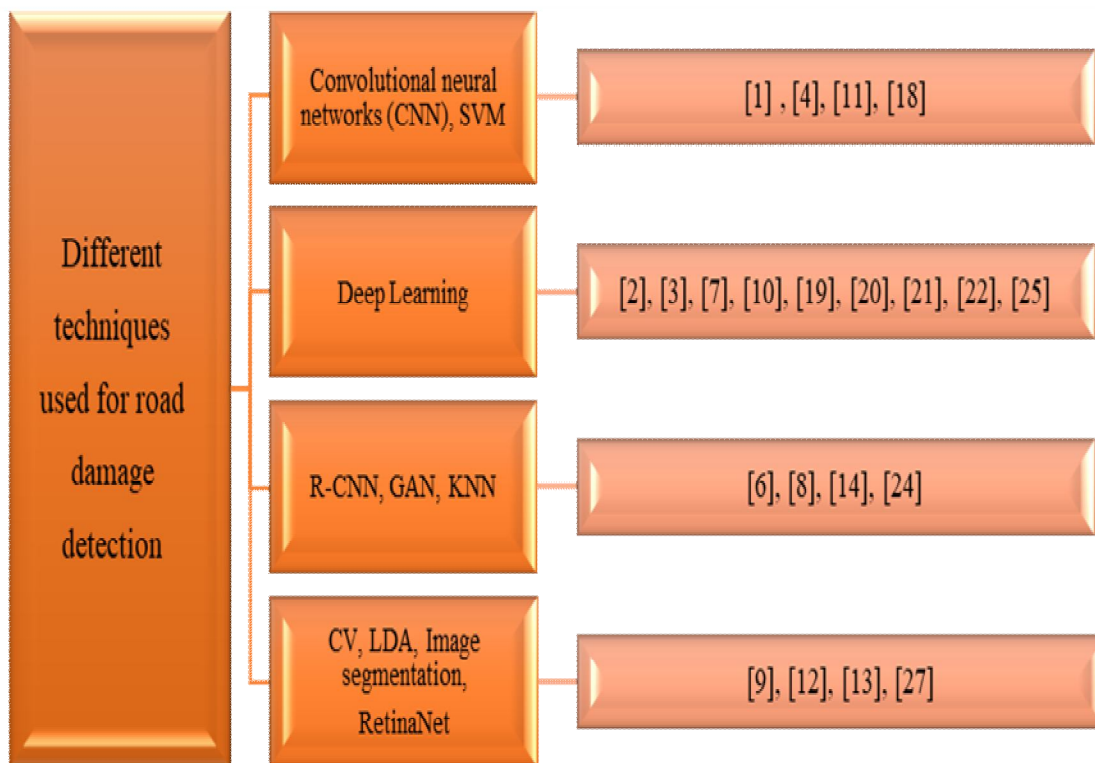 Different
techniques
used for road
damage
detection
Convolutional neural
networks (CNN), SVM
[1] , [4], [11], [18]
Deep Learning
[2], [3], [7], [10], [19], [20], [21], [22], [25]
R-CNN, GAN, KNN
[6], [8], [14], [24]
CV, LDA, Image
segmentation,
RetinaNet
[9], [12], [13], [27]